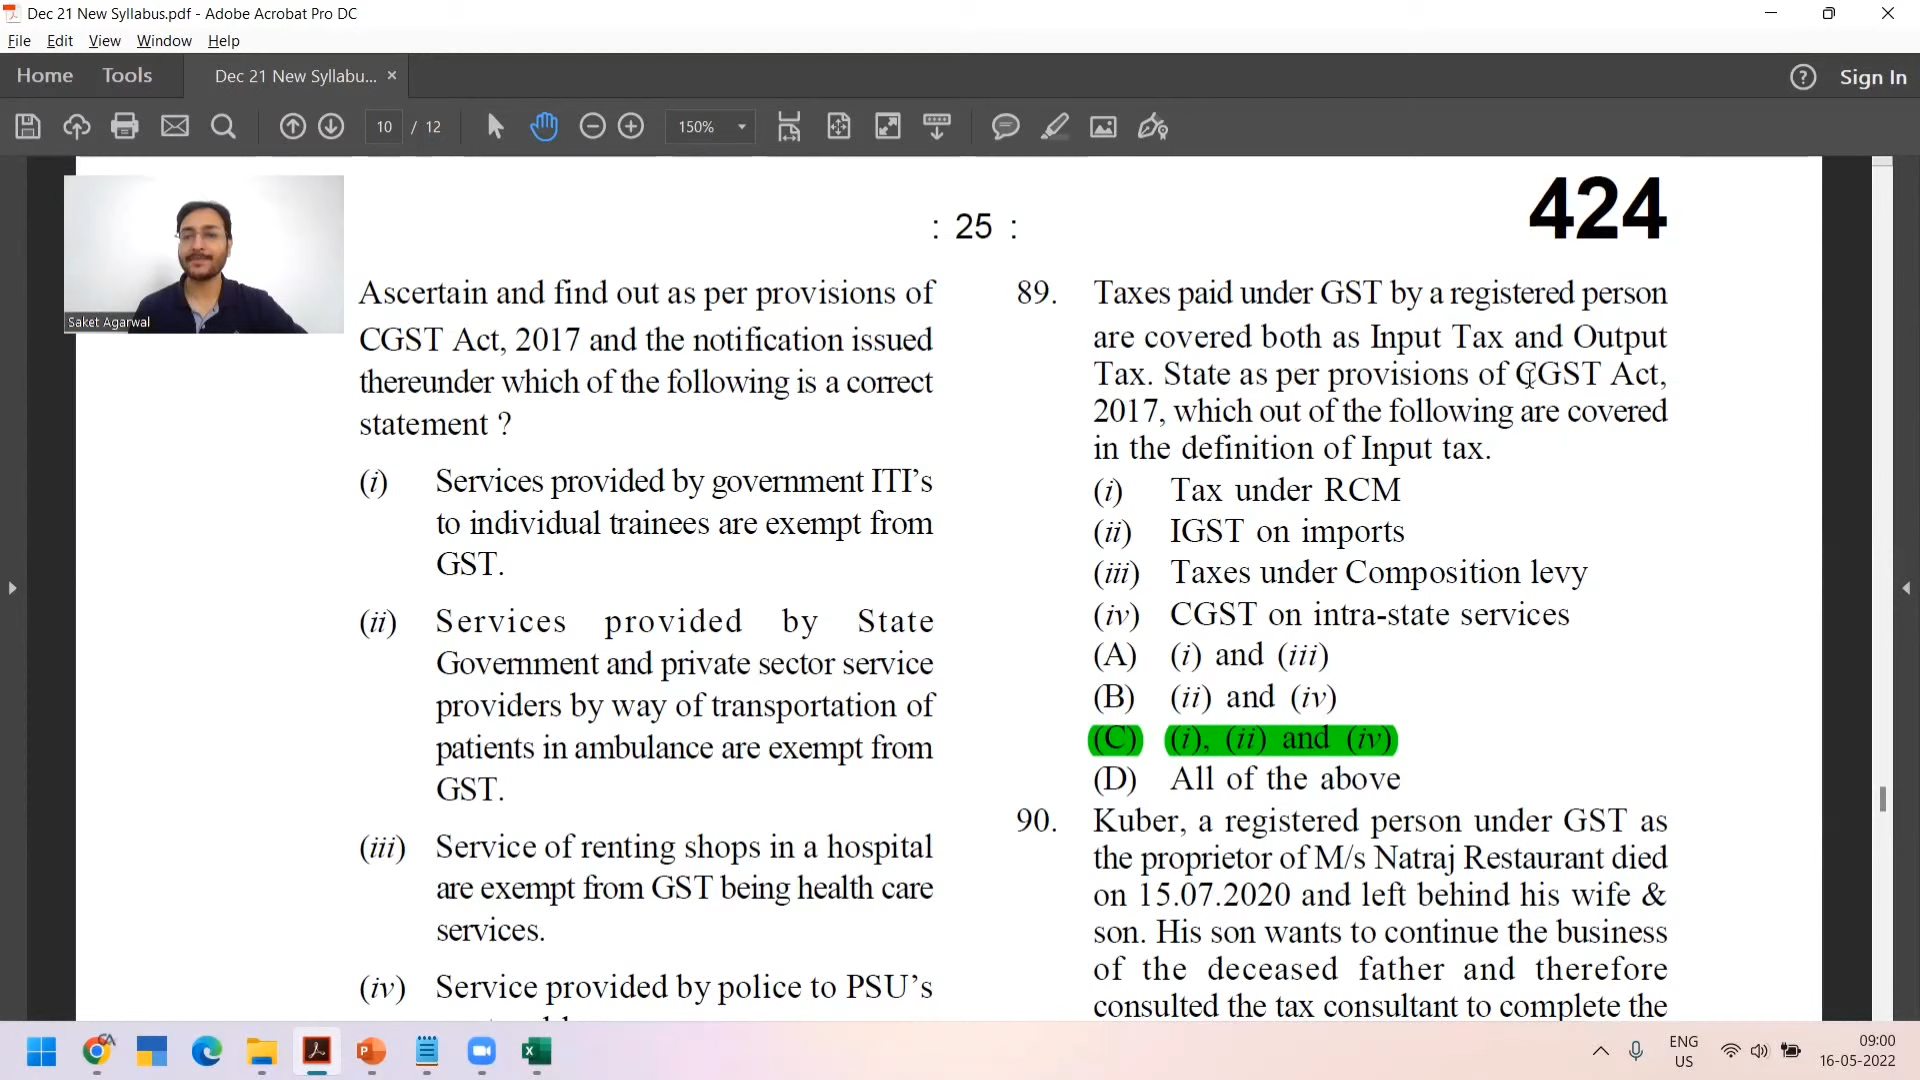 Dec 21 New Syllabus.pdf - Adobe Acrobat Pro DC
File Edit View Window Help
Home Tools Dec 21 New Syllabu... × Sign In
10 / 12 150%
Saket Agarwal
: 25 :
424
Ascertain and find out as per provisions of
CGST Act, 2017 and the notification issued
thereunder which of the following is a correct
statement ?
(i) Services provided by government ITI’s
to individual trainees are exempt from
GST.
(ii) Services provided by State
Government and private sector service
providers by way of transportation of
patients in ambulance are exempt from
GST.
(iii) Service of renting shops in a hospital
are exempt from GST being health care
services.
(iv) Service provided by police to PSU’s
89. Taxes paid under GST by a registered person
are covered both as Input Tax and Output
Tax. State as per provisions of CGST Act,
2017, which out of the following are covered
in the definition of Input tax.
(i) Tax under RCM
(ii) IGST on imports
(iii) Taxes under Composition levy
(iv) CGST on intra-state services
(A) (i) and (iii)
(B) (ii) and (iv)
(C) (i), (ii) and (iv)
(D) All of the above
90. Kuber, a registered person under GST as
the proprietor of M/s Natraj Restaurant died
on 15.07.2020 and left behind his wife &
son. His son wants to continue the business
of the deceased father and therefore
consulted the tax consultant to complete the
ENG
US
09:00
16-05-2022